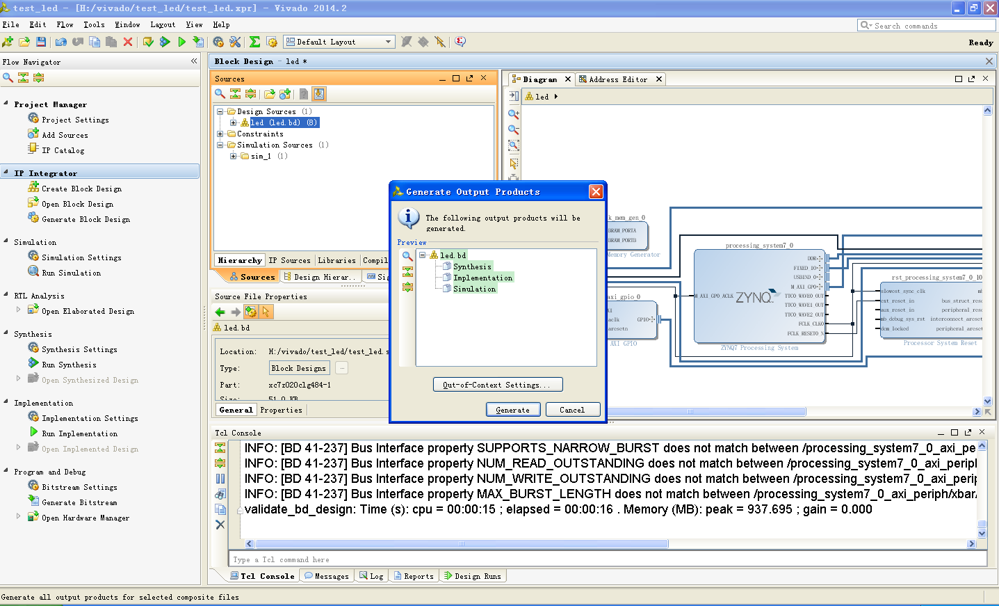 test_led - [H:/vivado/test_led/test_led.xpr] - Vivado 2014.2
File Edit Flow Tools Window Layout View Help
Search commands
Default Layout
Ready
Flow Navigator
Project Manager
Project Settings
Add Sources
IP Catalog
IP Integrator
Create Block Design
Open Block Design
Generate Block Design
Simulation
Simulation Settings
Run Simulation
RTL Analysis
Open Elaborated Design
Synthesis
Synthesis Settings
Run Synthesis
Open Synthesized Design
Implementation
Implementation Settings
Run Implementation
Open Implemented Design
Program and Debug
Bitstream Settings
Generate Bitstream
Open Hardware Manager
Block Design - led *
Sources
Design Sources (1)
led (led.bd) (8)
Constraints
Simulation Sources (1)
sim_1 (1)
Hierarchy IP Sources Libraries Compil
Sources Design Hierar.. Sig
Source File Properties
led.bd
Location: H:/vivado/test_led/test_led.s
Type: Block Designs ...
Part: xc7z020clg484-1
Size: 51.0 KB
General Properties
Diagram Address Editor
led
k_mem_gen_0
BRAM_PORTA
BRAM_PORTB
Memory Generator
axi_gpio_0
GPIO
aclk
aresetn
AXI GPIO
processing_system7_0
DDR
FIXED_IO
USBIND_0
M_AXI_GP0
M_AXI_GP0_ACLK
ZYNQ
TTC0_WAVE0_OUT
TTC0_WAVE1_OUT
TTC0_WAVE2_OUT
FCLK_CLK0
FCLK_RESET0_N
ZYNQ7 Processing System
rst_processing_system7_0_10
slowest_sync_clk mb
ext_reset_in bus_struct_rese
aux_reset_in peripheral_rese
mb_debug_sys_rst interconnect_areset
dcm_locked peripheral_areset
Processor System Reset
Generate Output Products
The following output products will be
generated.
Preview
led.bd
Synthesis
Implementation
Simulation
Out-of-Context Settings...
Generate Cancel
Tcl Console
INFO: [BD 41-237] Bus Interface property SUPPORTS_NARROW_BURST does not match between /processing_system7_0_axi_pe
INFO: [BD 41-237] Bus Interface property NUM_READ_OUTSTANDING does not match between /processing_system7_0_axi_periph
INFO: [BD 41-237] Bus Interface property NUM_WRITE_OUTSTANDING does not match between /processing_system7_0_axi_perip
INFO: [BD 41-237] Bus Interface property MAX_BURST_LENGTH does not match between /processing_system7_0_axi_periph/xbar/
validate_bd_design: Time (s): cpu = 00:00:15 ; elapsed = 00:00:16 . Memory (MB): peak = 937.695 ; gain = 0.000
Type a Tcl command here
Tcl Console Messages Log Reports Design Runs
Generate all output products for selected composite files